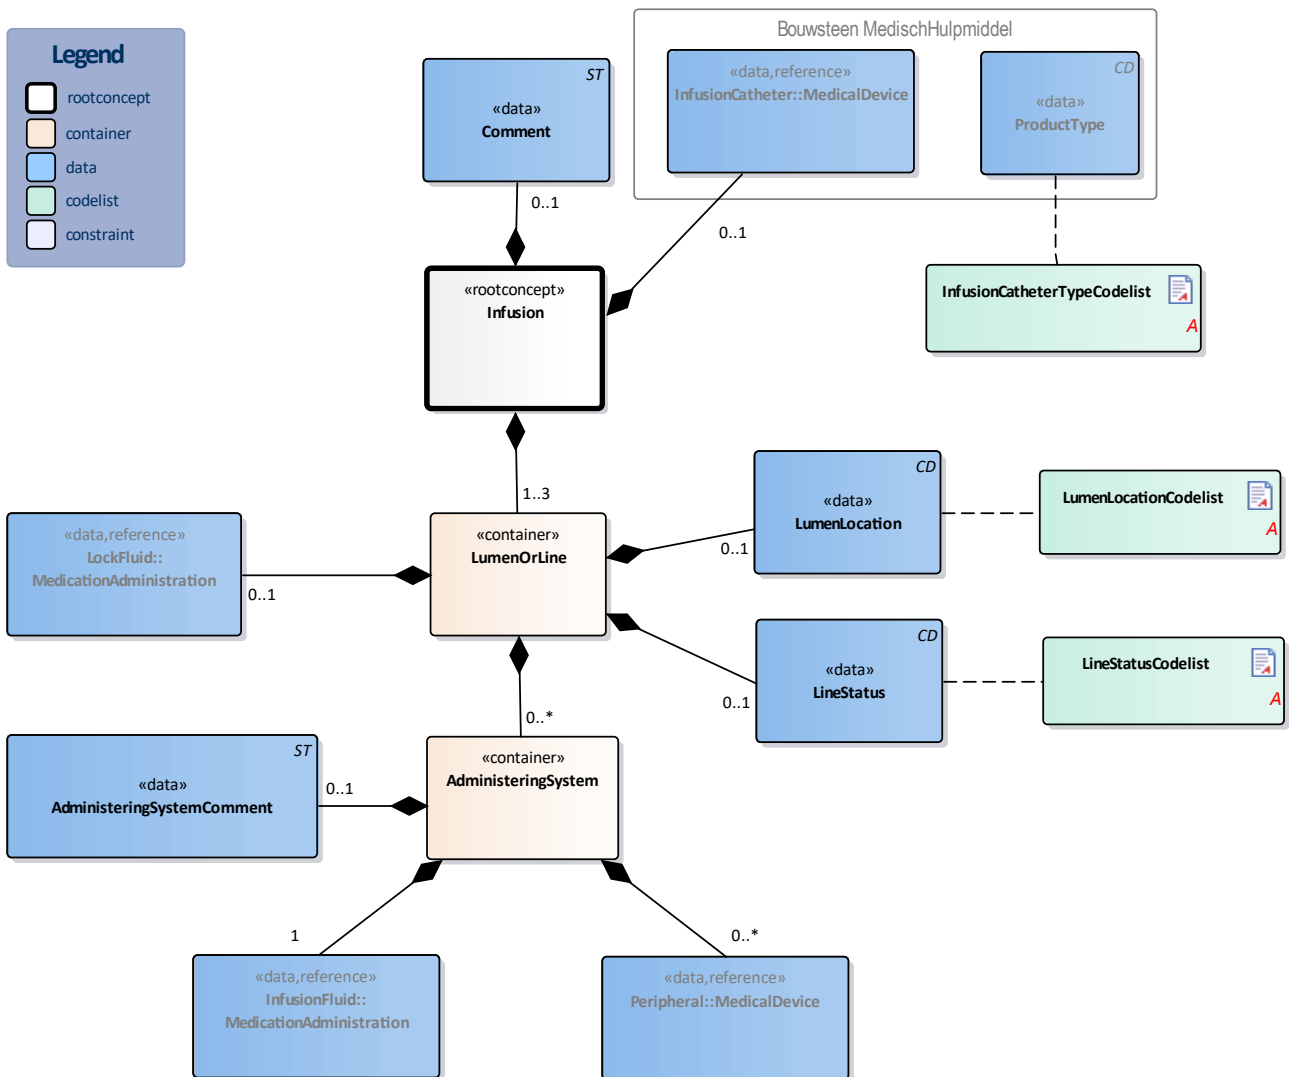 Legend
rootconcept
container
data
codelist
constraint
Bouwsteen MedischHulpmiddel
ST
«data»
Comment
«data,reference»
InfusionCatheter::MedicalDevice
CD
«data»
ProductType
0..1
0..1
InfusionCatheterTypeCodelist
A
«rootconcept»
Infusion
1..3
CD
«data»
LumenLocation
0..1
LumenLocationCodelist
A
«data,reference»
LockFluid::
MedicationAdministration
0..1
«container»
LumenOrLine
CD
«data»
LineStatus
0..1
LineStatusCodelist
A
0..*
ST
«data»
AdministeringSystemComment
0..1
«container»
AdministeringSystem
1
0..*
«data,reference»
InfusionFluid::
MedicationAdministration
«data,reference»
Peripheral::MedicalDevice